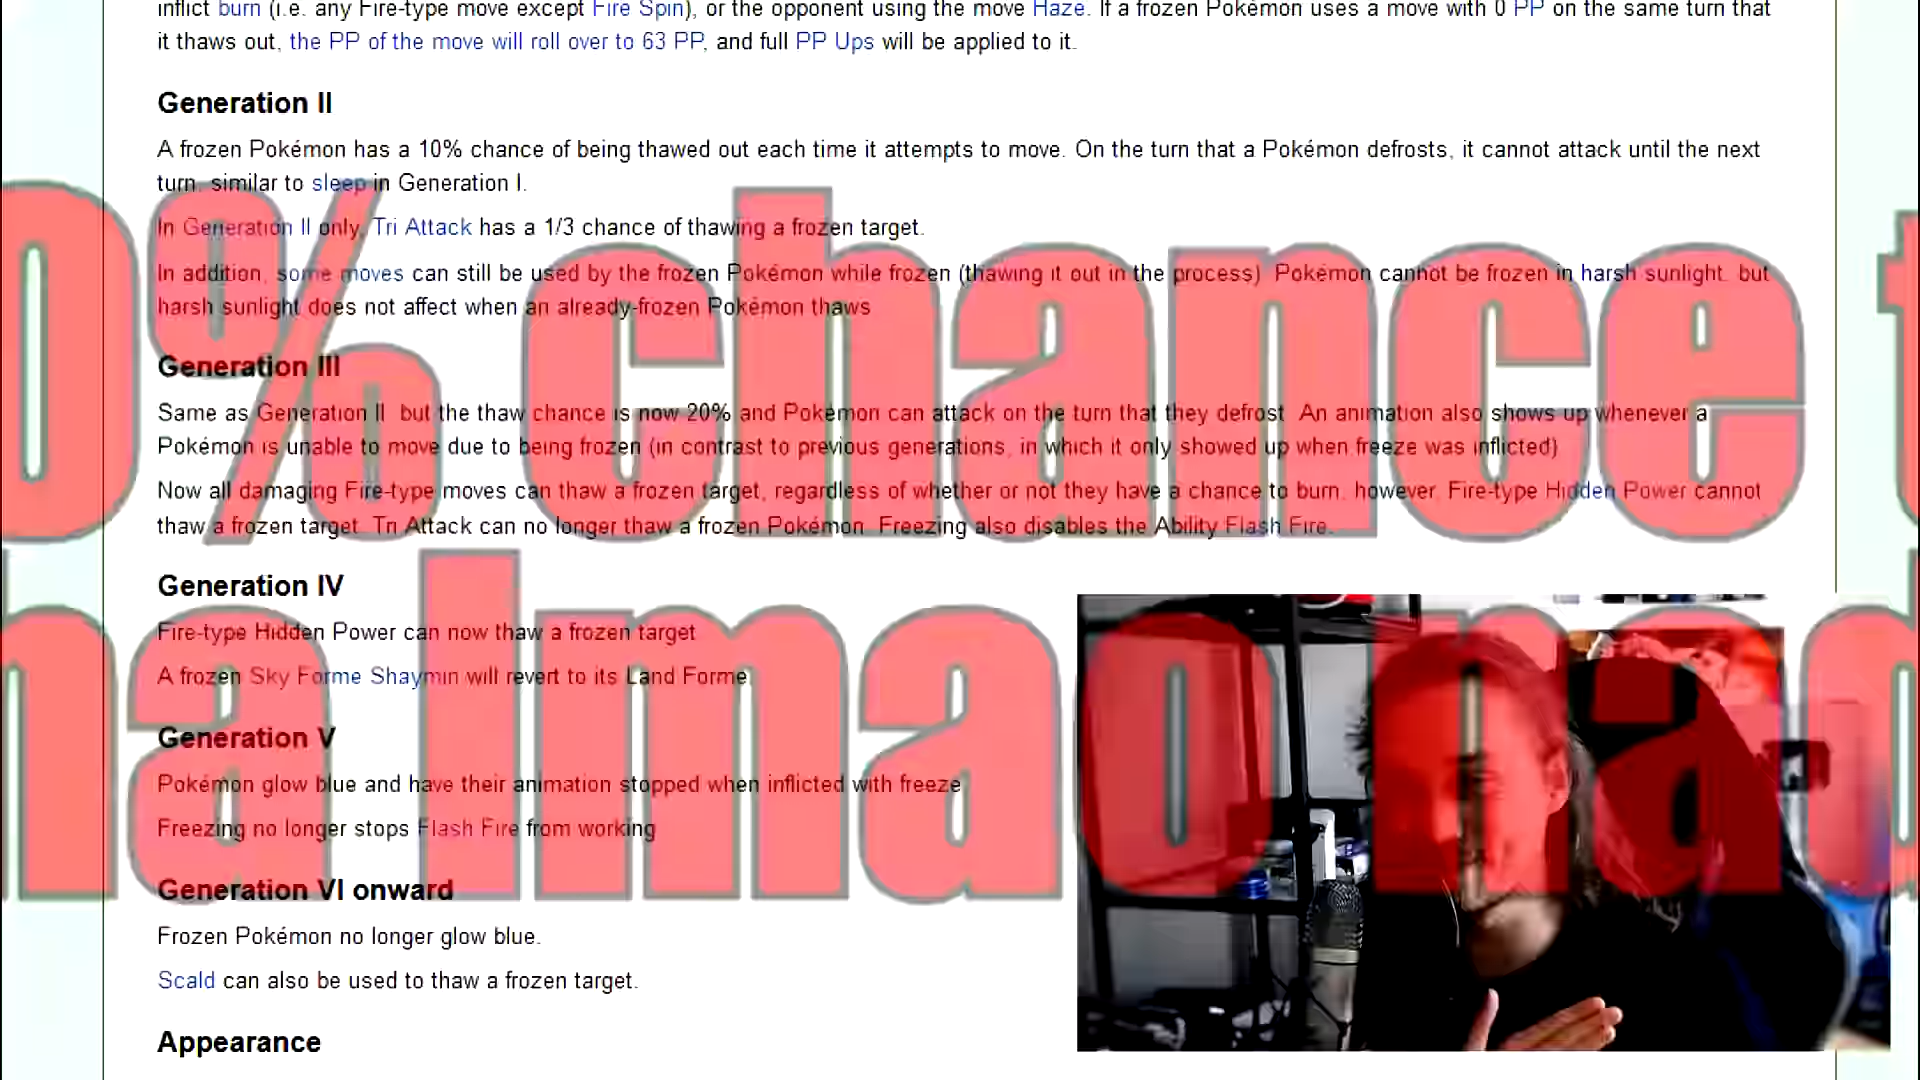 inflict burn (i.e. any Fire-type move except Fire Spin), or the opponent using the move Haze. If a frozen Pokémon uses a move with 0 PP on the same turn that
it thaws out, the PP of the move will roll over to 63 PP, and full PP Ups will be applied to it.
Generation II
A frozen Pokémon has a 10% chance of being thawed out each time it attempts to move. On the turn that a Pokémon defrosts, it cannot attack until the next
turn, similar to sleep in Generation I.
In Generation II only, Tri Attack has a 1/3 chance of thawing a frozen target.
In addition, some moves can still be used by the frozen Pokémon while frozen (thawing it out in the process). Pokémon cannot be frozen in harsh sunlight, but
harsh sunlight does not affect when an already-frozen Pokémon thaws.
0% chance t
Generation III
Same as Generation II, but the thaw chance is now 20% and Pokémon can attack on the turn that they defrost. An animation also shows up whenever a
Pokémon is unable to move due to being frozen (in contrast to previous generations, in which it only showed up when freeze was inflicted).
Now all damaging Fire-type moves can thaw a frozen target, regardless of whether or not they have a chance to burn; however, Fire-type Hidden Power cannot
thaw a frozen target. Tri Attack can no longer thaw a frozen Pokémon. Freezing also disables the Ability Flash Fire.
Generation IV
Fire-type Hidden Power can now thaw a frozen target.
A frozen Sky Forme Shaymin will revert to its Land Forme.
ha lmao had
Generation V
Pokémon glow blue and have their animation stopped when inflicted with freeze.
Freezing no longer stops Flash Fire from working.
Generation VI onward
Frozen Pokémon no longer glow blue.
Scald can also be used to thaw a frozen target.
Appearance